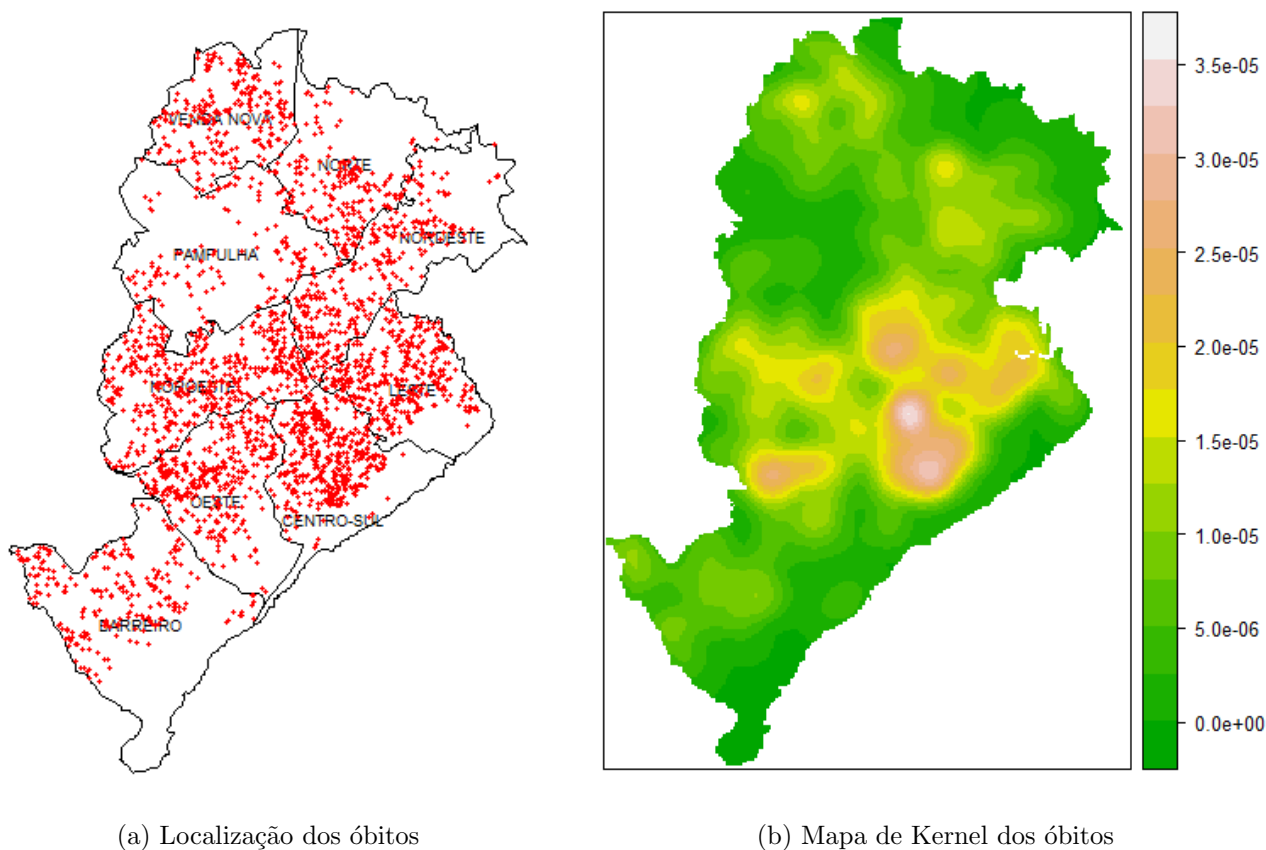 VENDA NOVA
NORTE
NORDESTE
PAMPULHA
NOROESTE
LESTE
OESTE
CENTRO-SUL
BARREIRO
3.5e-05
3.0e-05
2.5e-05
2.0e-05
1.5e-05
1.0e-05
5.0e-06
0.0e+00
(a) Localização dos óbitos
(b) Mapa de Kernel dos óbitos